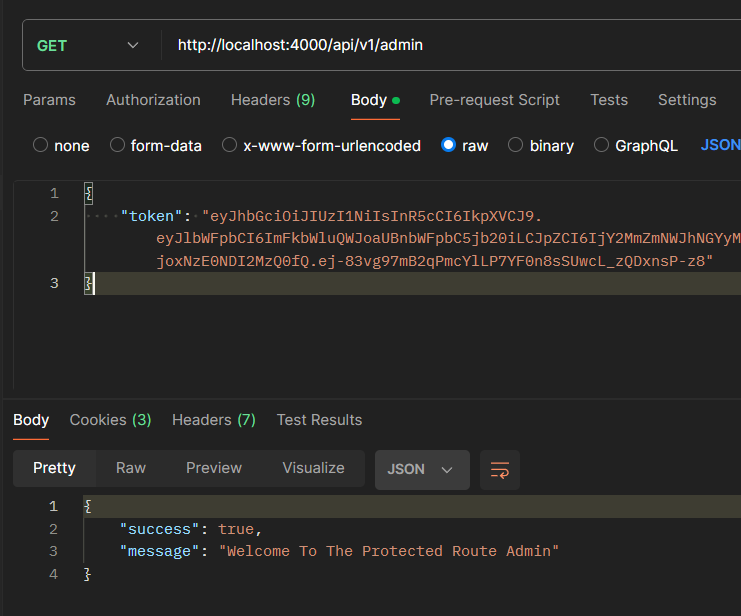 GET http://localhost:4000/api/v1/admin
Params Authorization Headers (9) Body Pre-request Script Tests Settings
none form-data x-www-form-urlencoded raw binary GraphQL JSON
1 {
2 "token": "eyJhbGciOiJIUzI1NiIsInR5cCI6IkpXVCJ9.
eyJlbWFpbCI6ImFkbWluQWJoaUBnbWFpbC5jb20iLCJpZCI6IjY2MmZmNWJhNGYyM
joxNzE0NDI2MzQ0fQ.ej-83vg97mB2qPmcYlLP7YF0n8sSUwcL_zQDxnsP-z8"
3 }
Body Cookies (3) Headers (7) Test Results
Pretty Raw Preview Visualize JSON
1 {
2 "success": true,
3 "message": "Welcome To The Protected Route Admin"
4 }